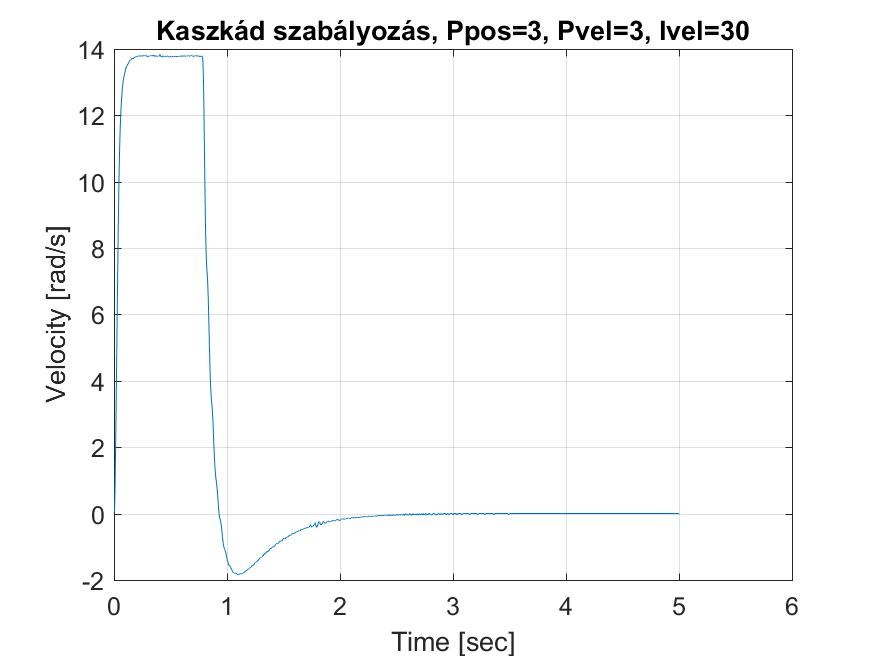 Kaszkád szabályozás, Ppos=3, Pvel=3, Ivel=30
14
12
10
8
6
4
2
0
-2
Velocity [rad/s]
0 1 2 3 4 5 6
Time [sec]